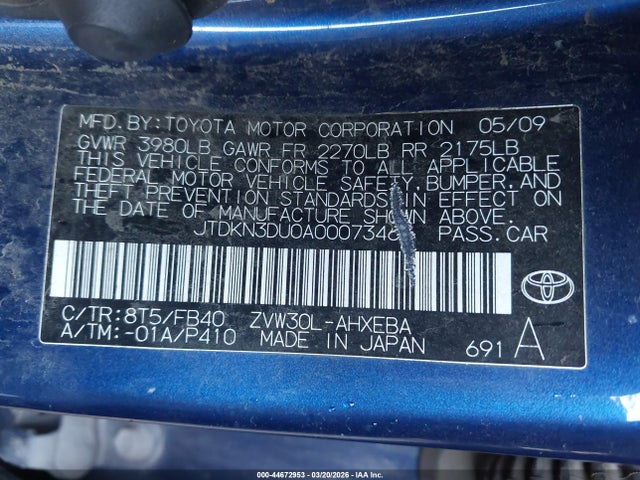 MFD.BY:TOYOTA MOTOR CORPORATION 05/09
GVWR 3980LB GAWR FR 2270LB RR 2175LB
THIS VEHICLE CONFORMS TO ALL APPLICABLE
FEDERAL MOTOR VEHICLE SAFETY, BUMPER, AND
THEFT PREVENTION STANDARDS IN EFFECT ON
THE DATE OF MANUFACTURE SHOWN ABOVE.
PASS.CAR
C/TR:8T5/FB40 ZVW30L-AHXEBA
A/TM:-01A/P410 MADE IN JAPAN
691 A
TOYOTA
000-44672953 - 03/20/2026 - IAA Inc.